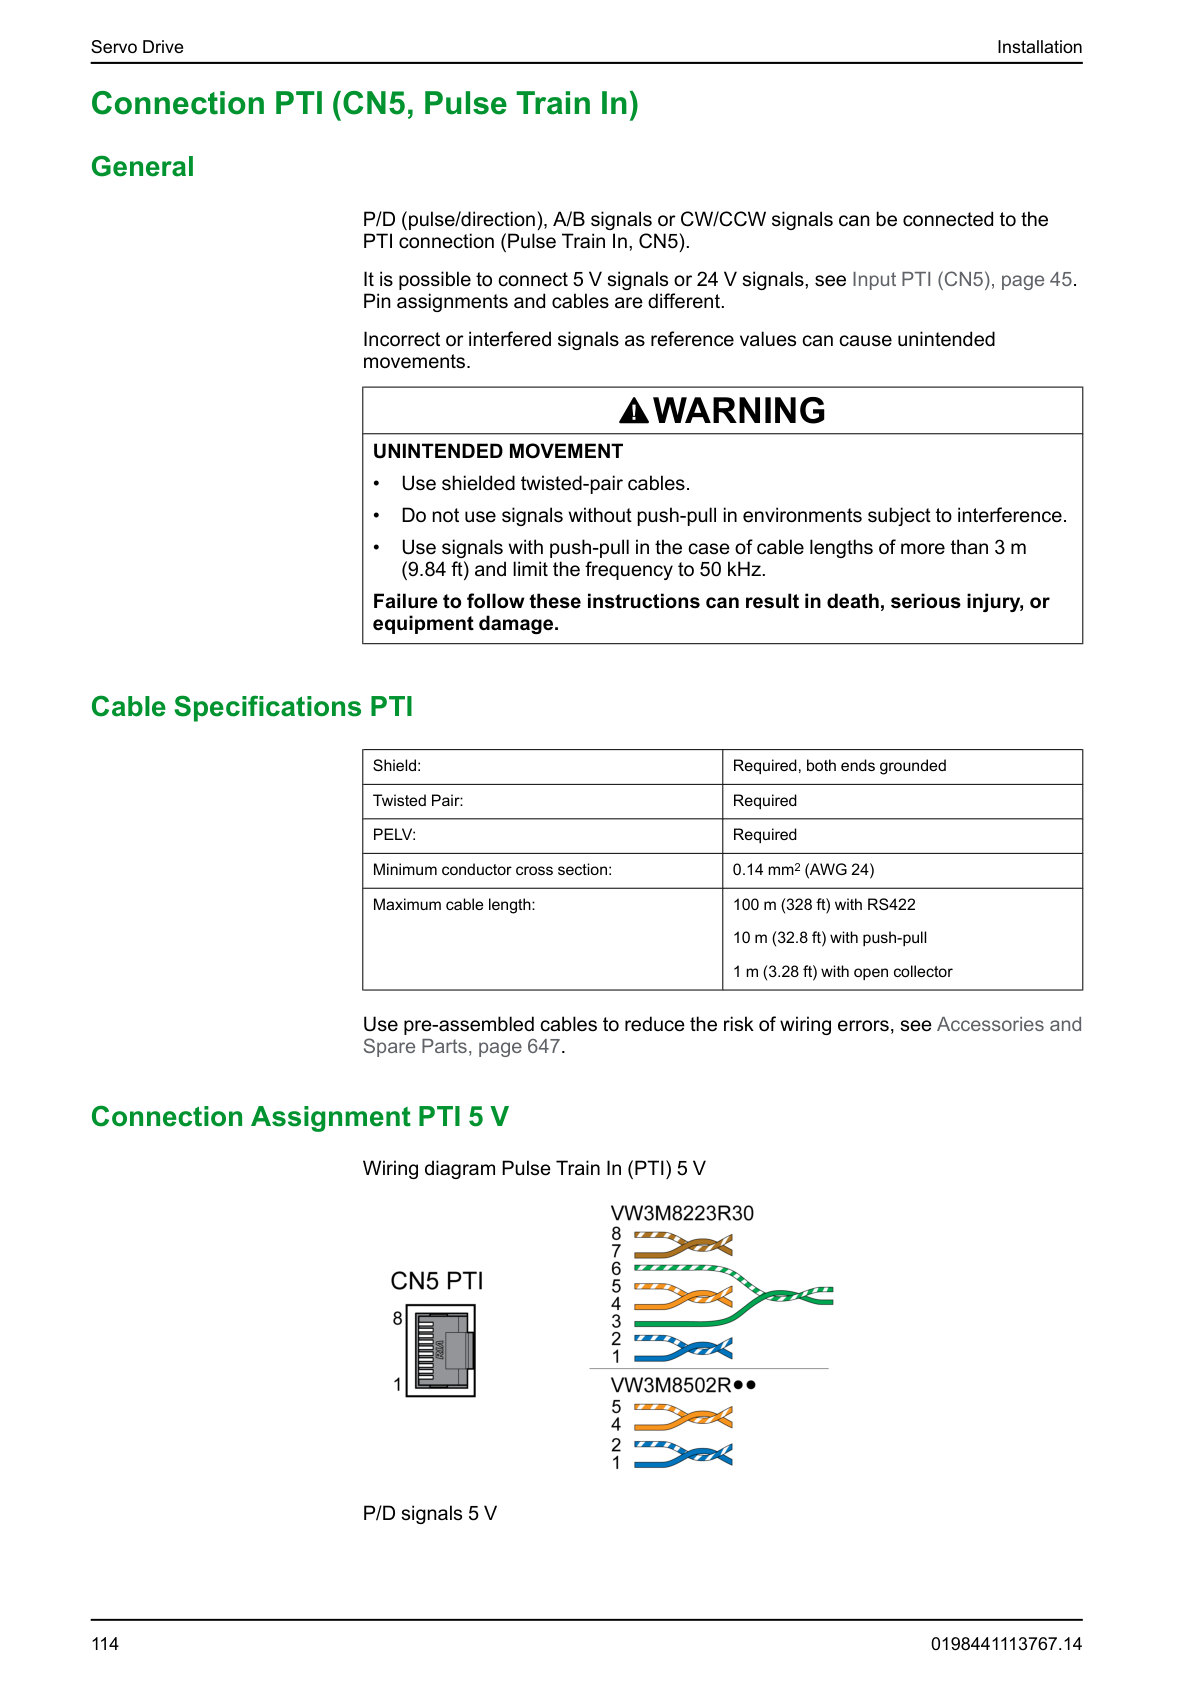 Servo Drive
Installation
Connection PTI (CN5, Pulse Train In)
General
P/D (pulse/direction), A/B signals or CW/CCW signals can be connected to the
PTI connection (Pulse Train In, CN5).
It is possible to connect 5 V signals or 24 V signals, see Input PTI (CN5), page 45.
Pin assignments and cables are different.
Incorrect or interfered signals as reference values can cause unintended
movements.
WARNING
UNINTENDED MOVEMENT
• Use shielded twisted-pair cables.
• Do not use signals without push-pull in environments subject to interference.
• Use signals with push-pull in the case of cable lengths of more than 3 m
(9.84 ft) and limit the frequency to 50 kHz.
Failure to follow these instructions can result in death, serious injury, or
equipment damage.
Cable Specifications PTI
Shield: Required, both ends grounded
Twisted Pair: Required
PELV: Required
Minimum conductor cross section: 0.14 mm² (AWG 24)
Maximum cable length: 100 m (328 ft) with RS422
10 m (32.8 ft) with push-pull
1 m (3.28 ft) with open collector
Use pre-assembled cables to reduce the risk of wiring errors, see Accessories and
Spare Parts, page 647.
Connection Assignment PTI 5 V
Wiring diagram Pulse Train In (PTI) 5 V
CN5 PTI
8
1
VW3M8223R30
8
7
6
5
4
3
2
1
VW3M8502R●●
5
4
2
1
P/D signals 5 V
114
0198441113767.14